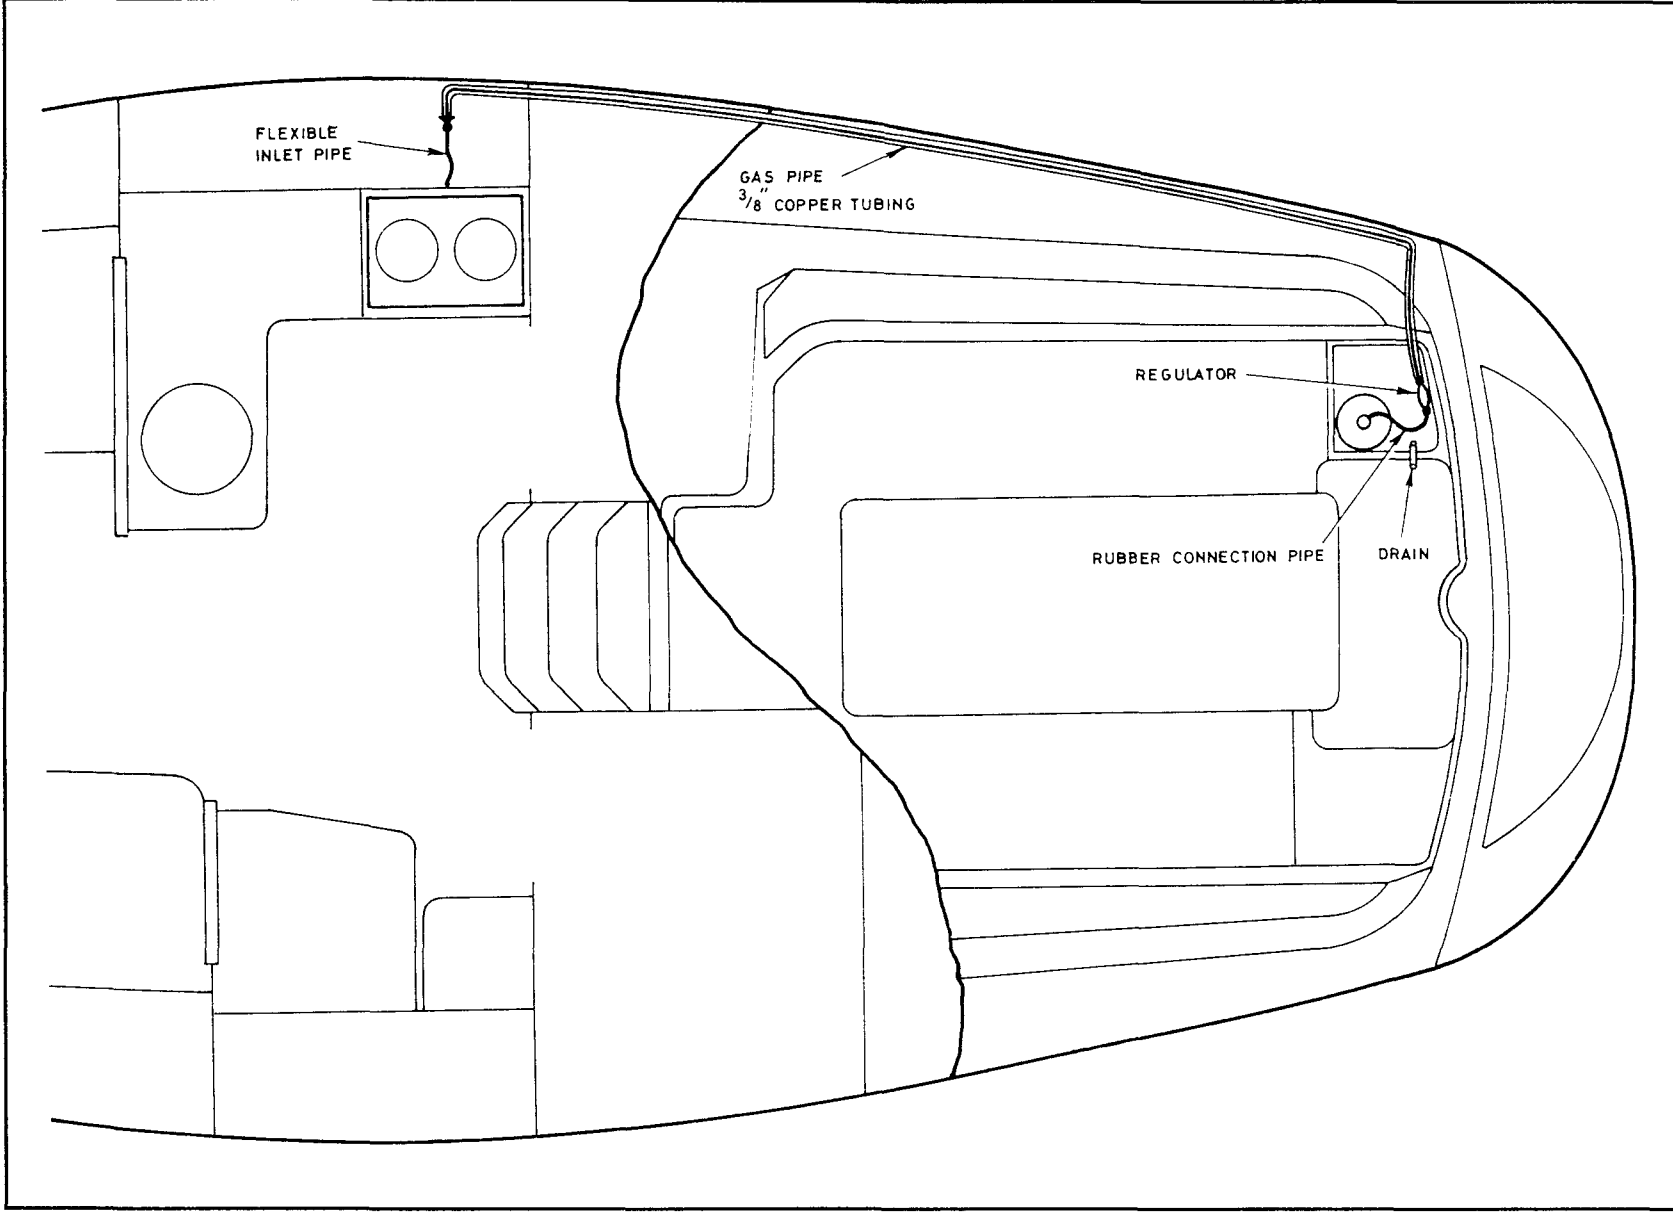 FLEXIBLE
INLET PIPE
GAS PIPE
3/8" COPPER TUBING
REGULATOR
RUBBER CONNECTION PIPE
DRAIN